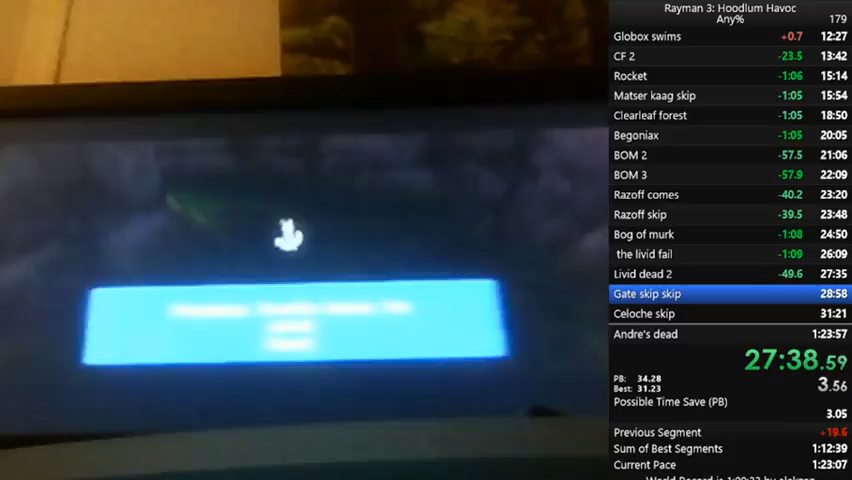 Rayman 3: Hoodlum Havoc
Any% 179
Globox swims +0.7 12:27
CF 2 -23.5 13:42
Rocket -1:06 15:14
Matser kaag skip -1:05 15:54
Clearleaf forest -1:05 18:50
Begoniax -1:05 20:05
BOM 2 -57.5 21:06
BOM 3 -57.9 22:09
Razoff comes -40.2 23:20
Razoff skip -39.5 23:48
Bog of murk -1:08 24:50
the livid fail -1:09 26:09
Livid dead 2 -49.6 27:35
Gate skip skip 28:58
Celoche skip 31:21
Andre's dead 1:23:57
27:38.59
PB: 34.28
Best: 31.23
3.56
Possible Time Save (PB)
3.05
Previous Segment +19.6
Sum of Best Segments 1:12:39
Current Pace 1:23:07
World Record is 1:09:33 by